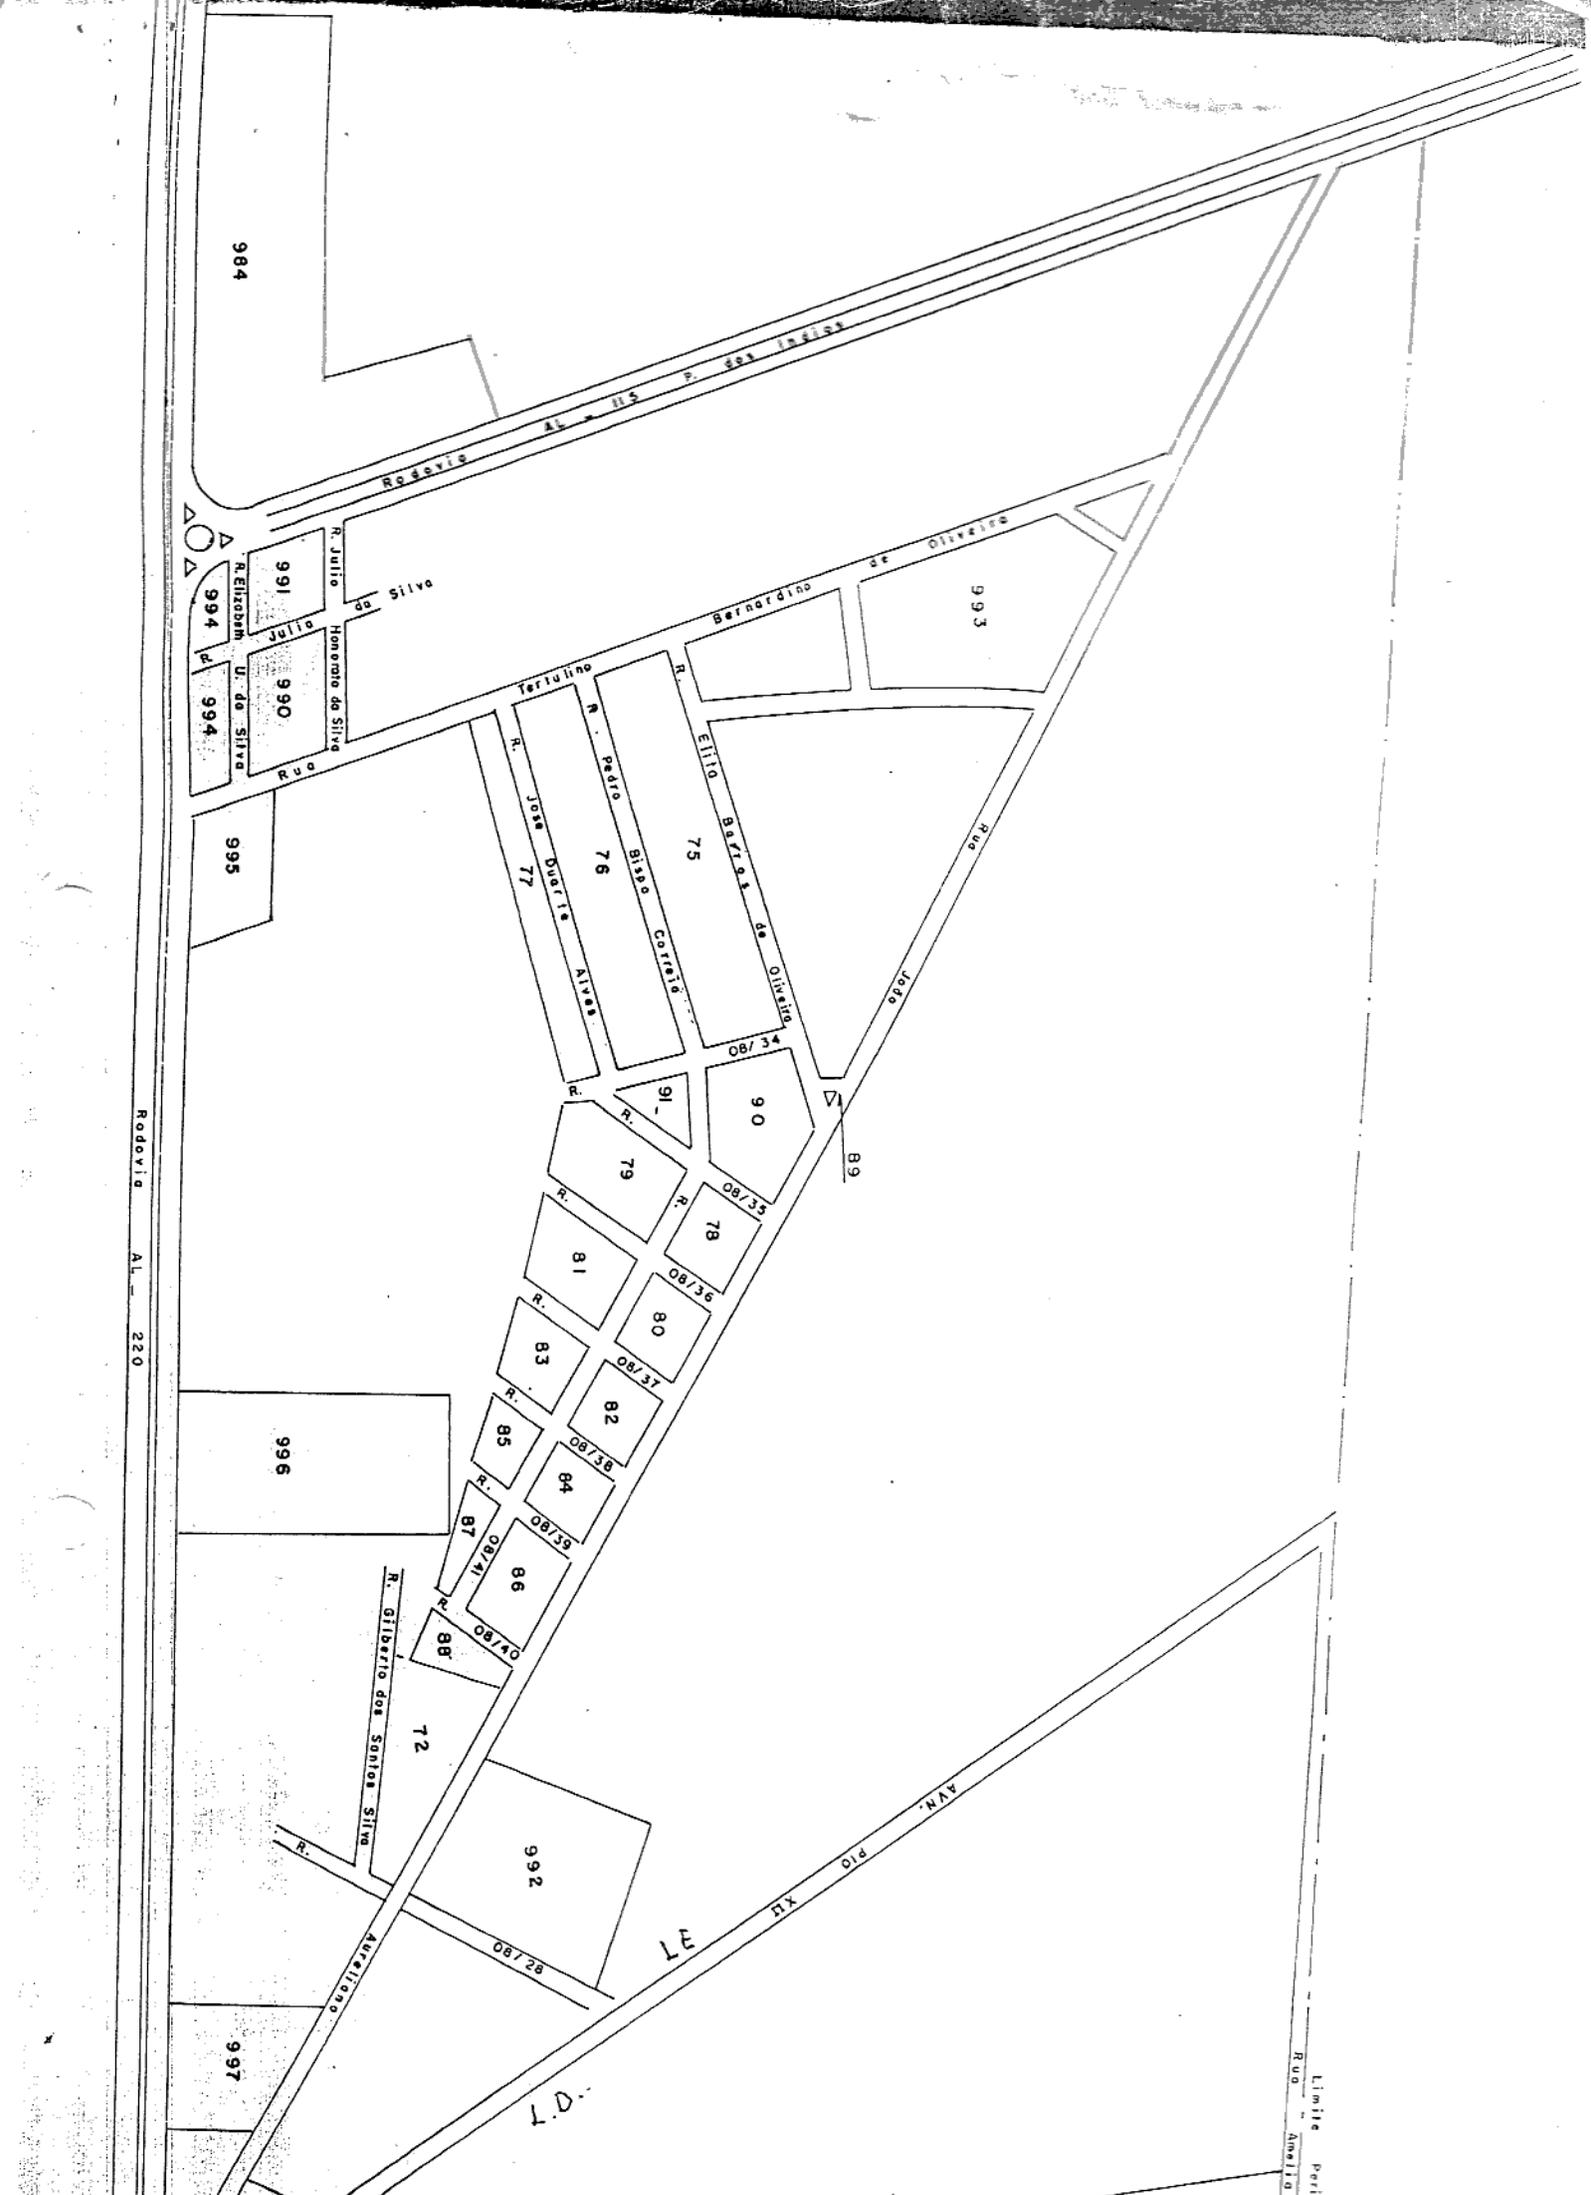 984
Rodovia AL - 115 P. dos Indios
R. Julio
Honorato da Silva
991
R. Elizabeth U. da Silva
994
R. Julia da Silva
990
994
Rua Tertulino Bernardino de Oliveira
993
995
R. Elita Barros de Oliveira
R. Pedro Bispo Correia
R. Jose Duarte Alves
75
76
77
R. 08/34
91
90
89
R. 08/35
79
78
R. 08/36
81
80
R. 08/37
83
82
R. 08/38
85
84
R. 08/39
87
86
R. 08/41
R. 08/40
88
Rua João Aureliano
Rodovia AL - 220
996
R. Gilberto dos Santos Silva
72
992
R. 08/28
AVN. PIO XII
L.D.
997
Rua Amelia
Limite Peri